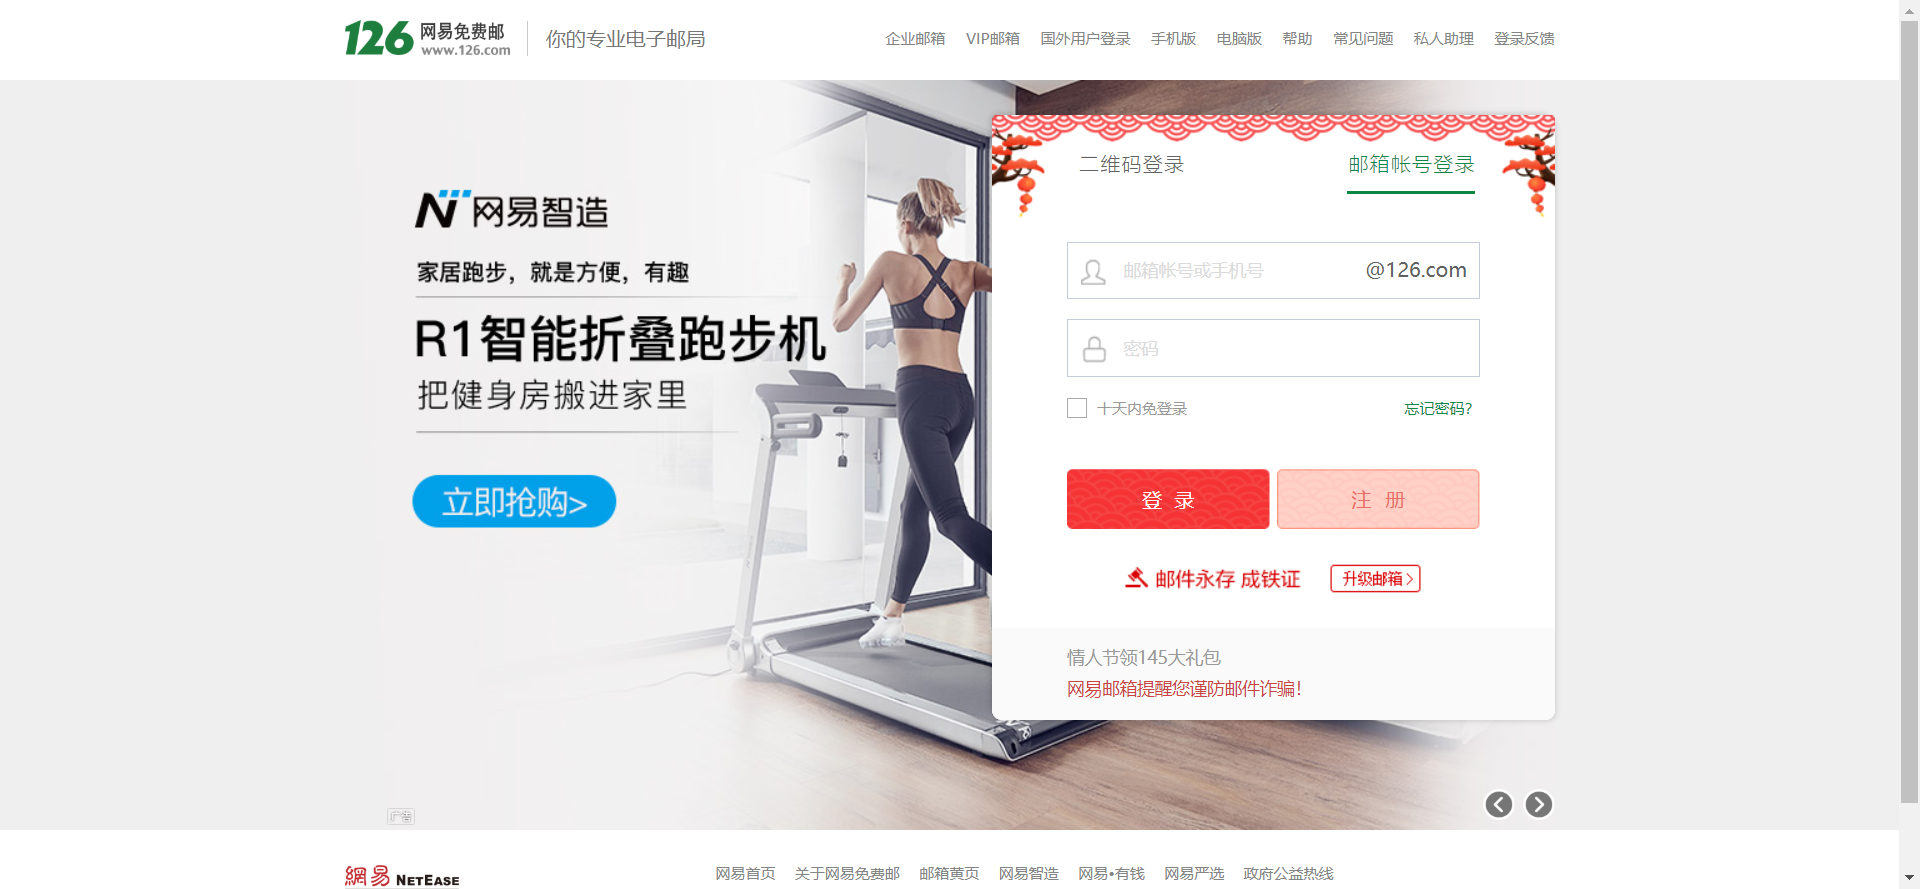 126 网易免费邮 www.126.com 你的专业电子邮局
企业邮箱 VIP邮箱 国外用户登录 手机版 电脑版 帮助 常见问题 私人助理 登录反馈
网易智造
家居跑步，就是方便，有趣
R1智能折叠跑步机
把健身房搬进家里
立即抢购>
二维码登录 邮箱帐号登录
邮箱帐号或手机号 @126.com
密码
十天内免登录 忘记密码?
登 录 注 册
邮件永存 成铁证 升级邮箱>
情人节领145大礼包
网易邮箱提醒您谨防邮件诈骗！
广告
網易 NETEASE
网易首页 关于网易免费邮 邮箱黄页 网易智造 网易•有钱 网易严选 政府公益热线